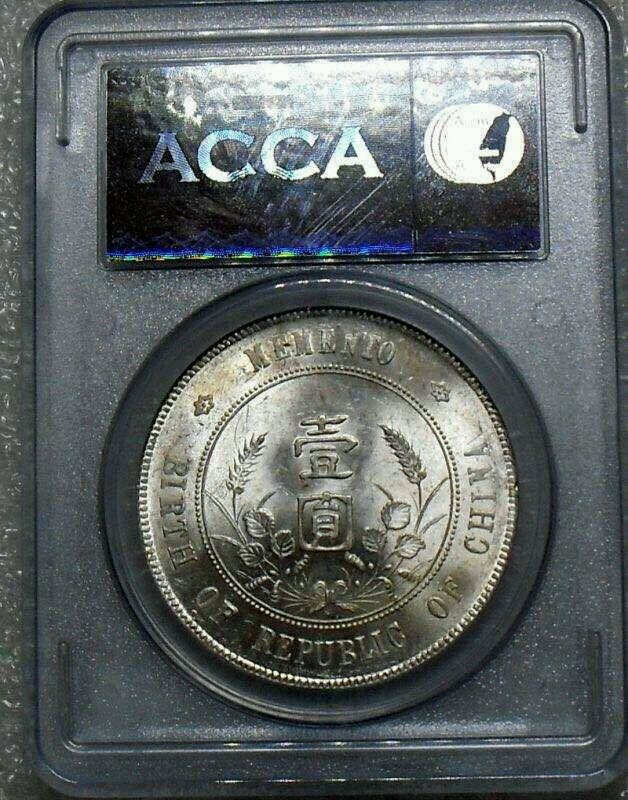 ACCA
MEMENTO
壹
圓
BIRTH OF REPUBLIC OF CHINA